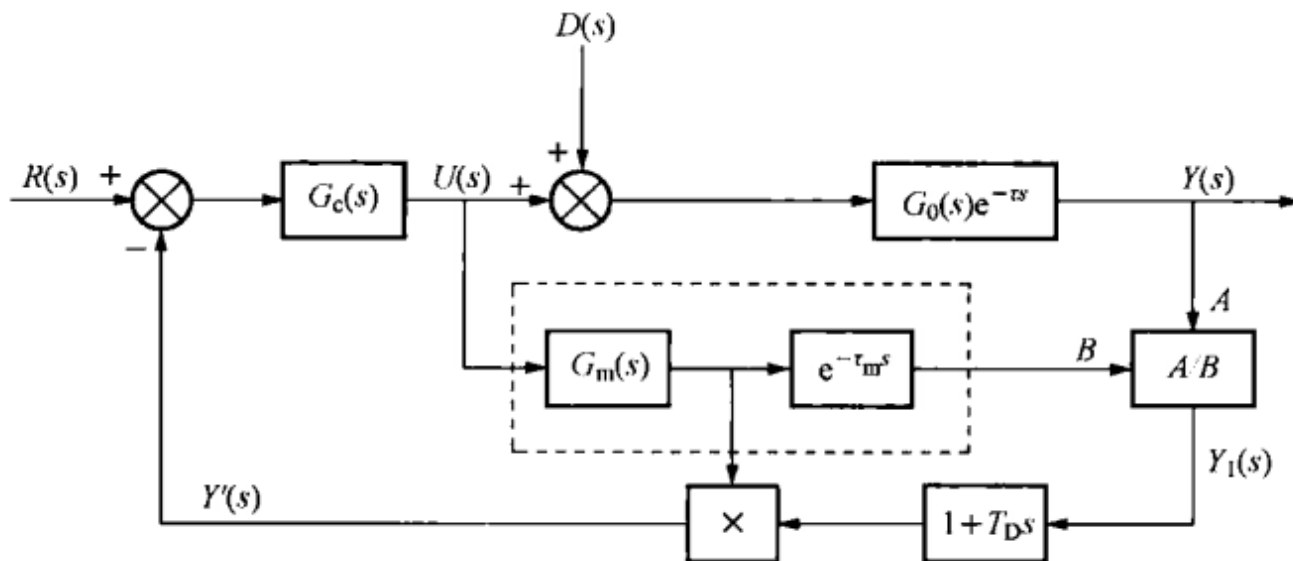 D(s)
+
R(s) + G_c(s) U(s) + G_0(s)e^{-τs} Y(s)
−
A
G_m(s) e^{-τ_m s} B A/B
Y_1(s)
Y′(s) × 1 + T_D s